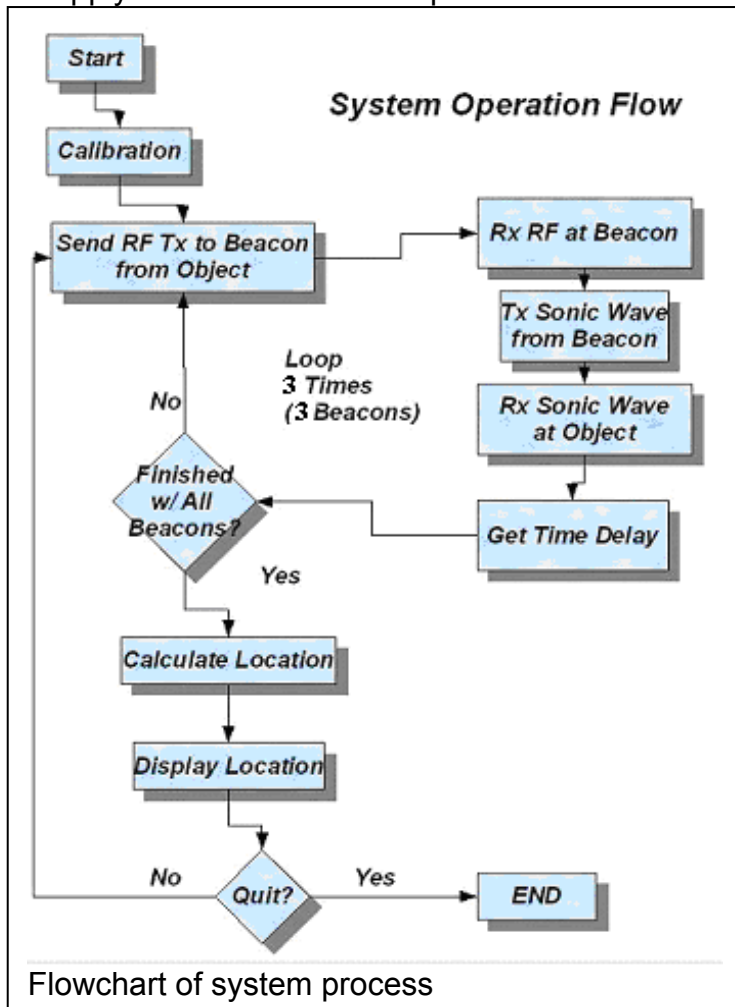 Start
System Operation Flow
Calibration
Send RF Tx to Beacon
from Object
Rx RF at Beacon
Tx Sonic Wave
from Beacon
Loop
3 Times
(3 Beacons)
No
Rx Sonic Wave
at Object
Finished
w/ All
Beacons?
Get Time Delay
Yes
Calculate Location
Display Location
No
Quit?
Yes
END
Flowchart of system process